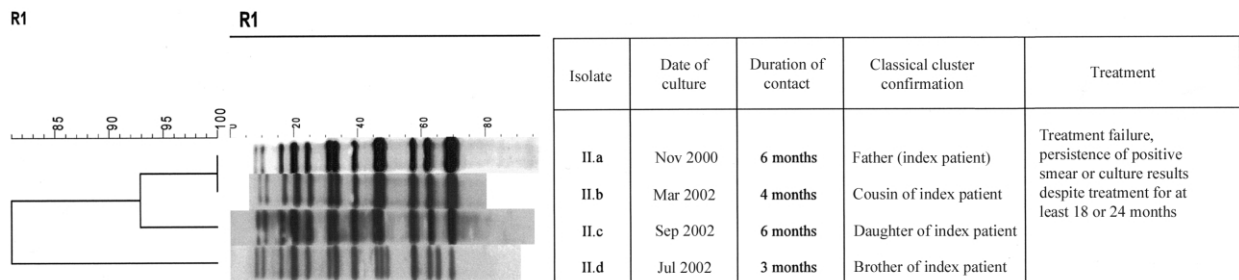 R1
R1
85
90
95
100
0
20
40
60
80
Isolate
Date of
culture
Duration of
contact
Classical cluster
confirmation
Treatment
II.a
Nov 2000
6 months
Father (index patient)
II.b
Mar 2002
4 months
Cousin of index patient
II.c
Sep 2002
6 months
Daughter of index patient
II.d
Jul 2002
3 months
Brother of index patient
Treatment failure,
persistence of positive
smear or culture results
despite treatment for at
least 18 or 24 months